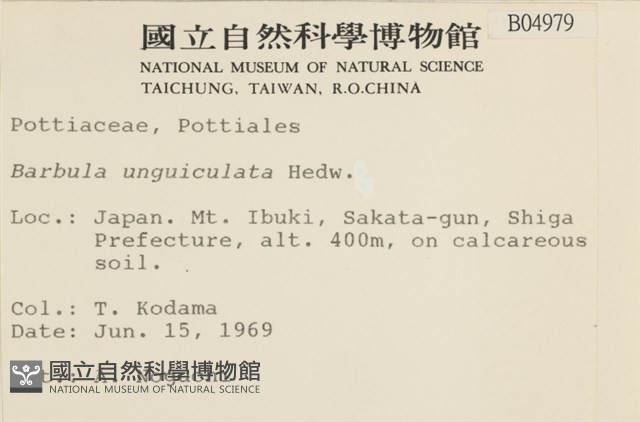 B04979
國立自然科學博物館
NATIONAL MUSEUM OF NATURAL SCIENCE
TAICHUNG, TAIWAN, R.O.CHINA
Pottiaceae, Pottiales
Barbula unguiculata Hedw.
Loc.: Japan. Mt. Ibuki, Sakata-gun, Shiga
Prefecture, alt. 400m, on calcareous
soil.
Col.: T. Kodama
Date: Jun. 15, 1969
國立自然科學博物館
NATIONAL MUSEUM OF NATURAL SCIENCE